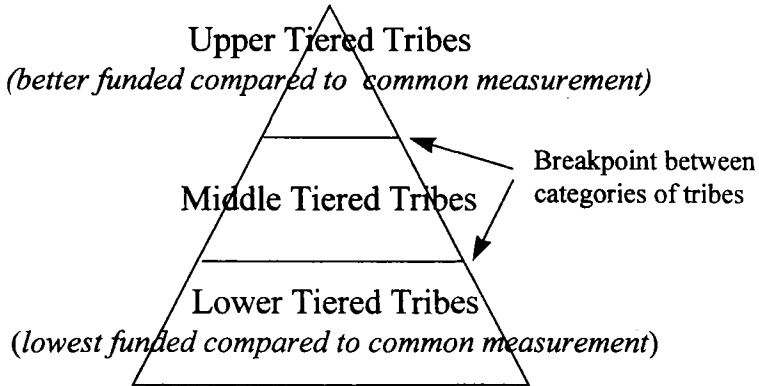 Upper Tiered Tribes
(better funded compared to common measurement)
Breakpoint between
categories of tribes
Middle Tiered Tribes
Lower Tiered Tribes
(lowest funded compared to common measurement)